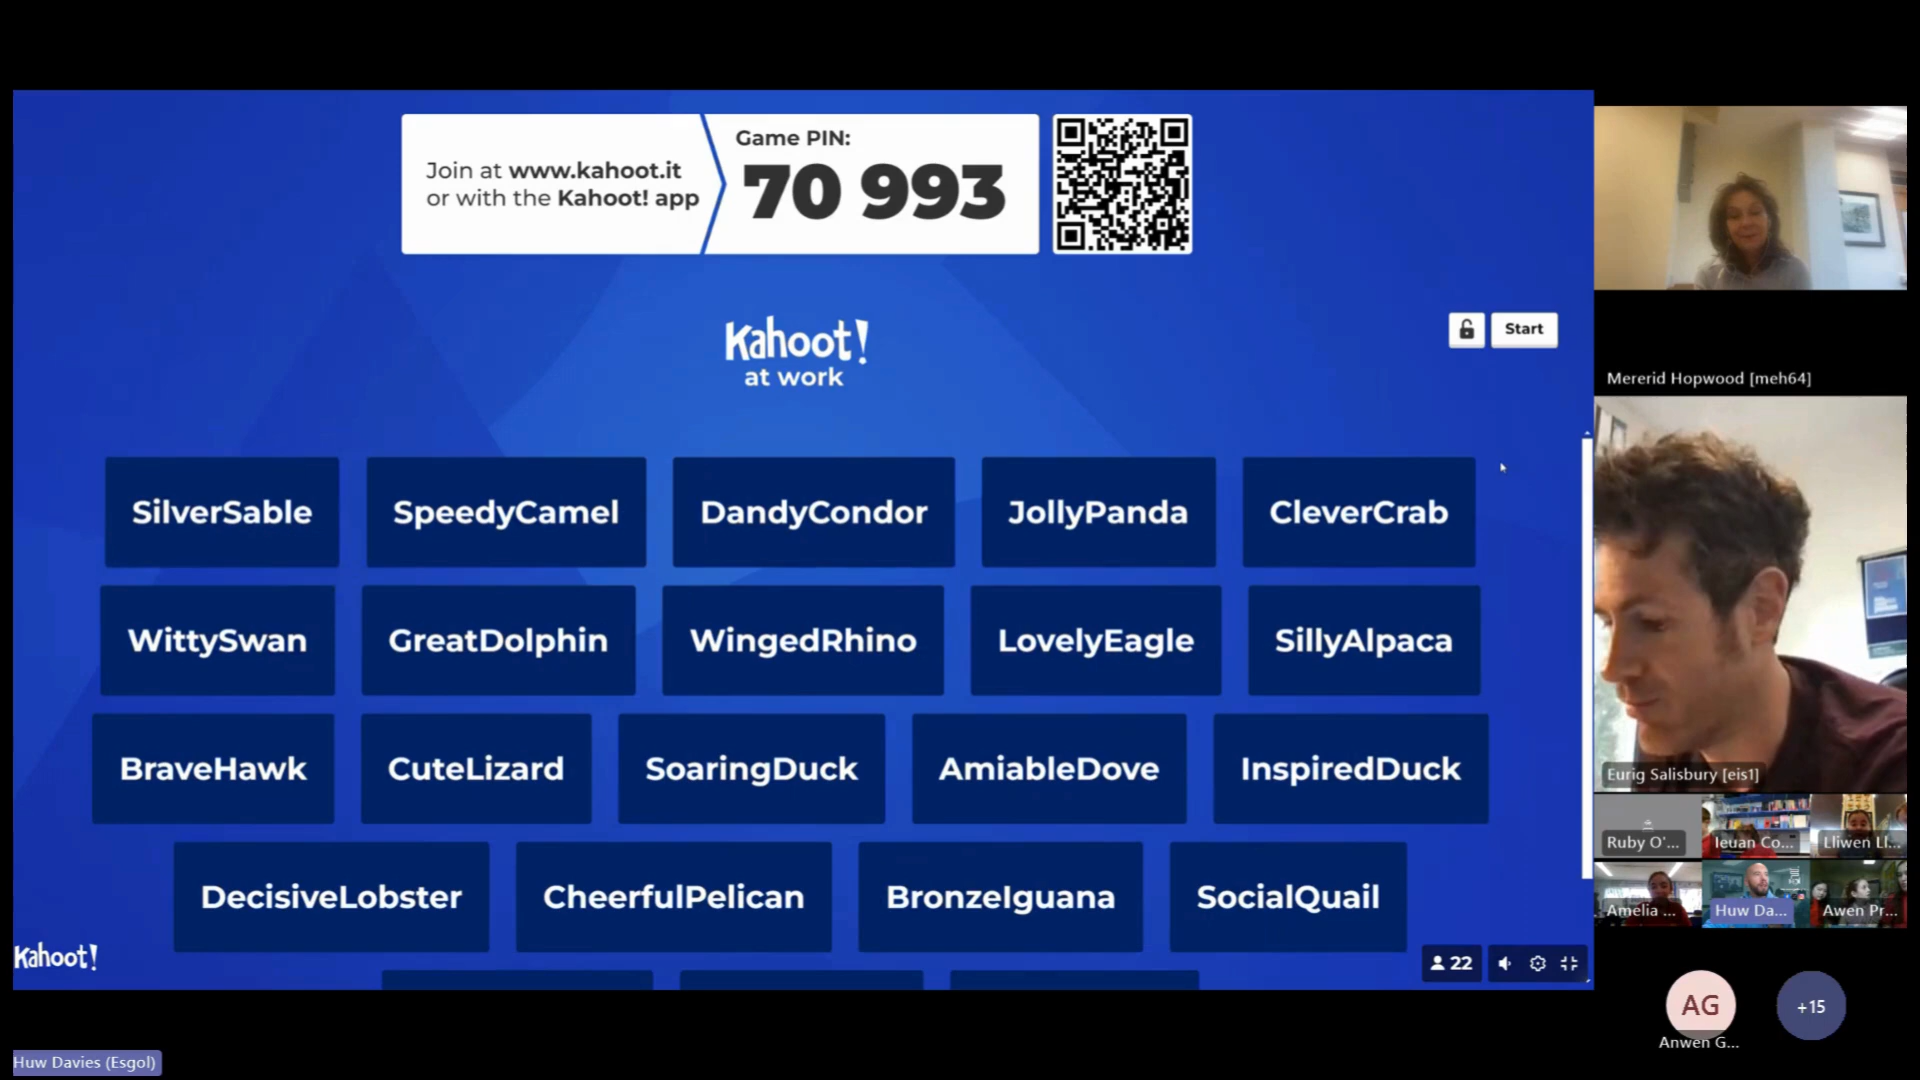 Join at www.kahoot.it
or with the Kahoot! app
Game PIN:
70 993
Kahoot!
at work
Start
SilverSable
SpeedyCamel
DandyCondor
JollyPanda
CleverCrab
WittySwan
GreatDolphin
WingedRhino
LovelyEagle
SillyAlpaca
BraveHawk
CuteLizard
SoaringDuck
AmiableDove
InspiredDuck
DecisiveLobster
CheerfulPelican
BronzeIguana
SocialQuail
Kahoot!
22
Mererid Hopwood [meh64]
Eurig Salisbury [eis1]
Ruby O'...
Ieuan Co...
Lliwen Ll...
Amelia ...
Huw Da...
Awen Pr...
AG
+15
Anwen G...
Huw Davies (Esgol)